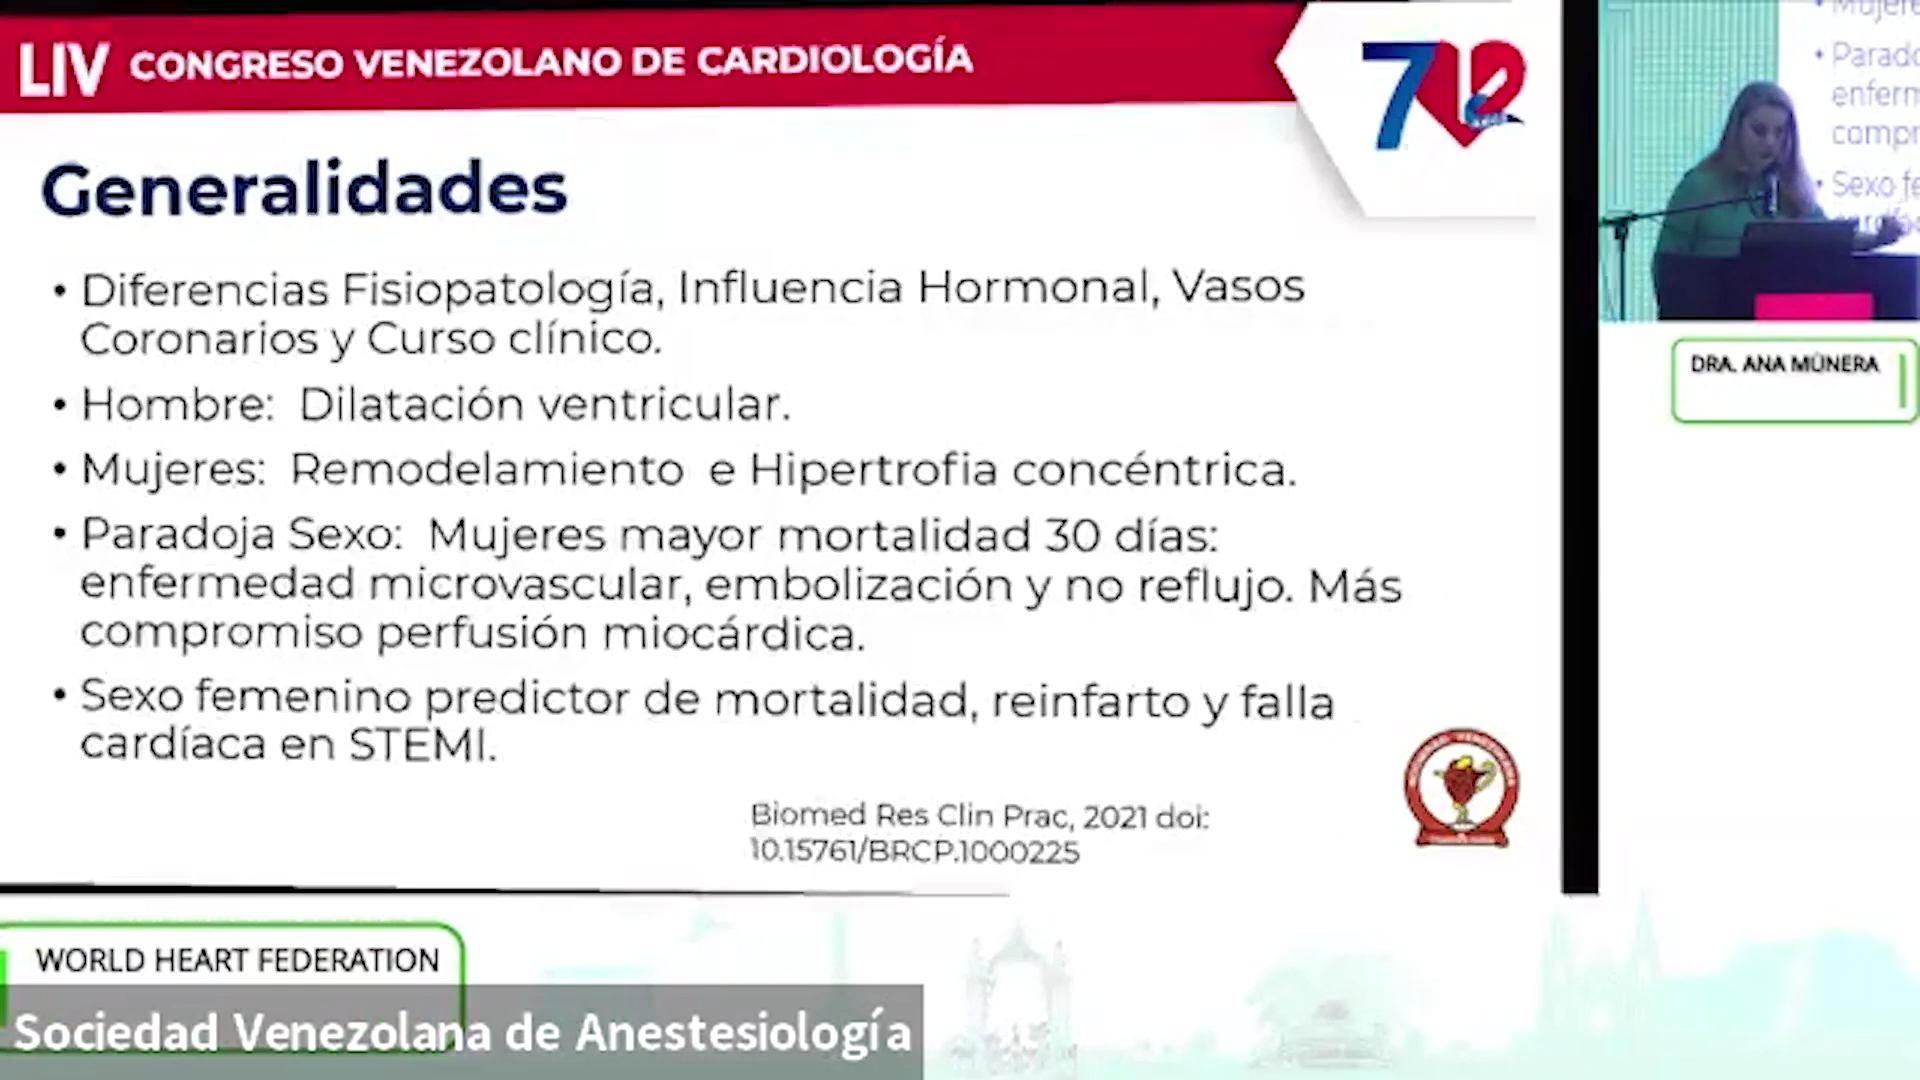 LIV CONGRESO VENEZOLANO DE CARDIOLOGÍA
Generalidades
• Diferencias Fisiopatología, Influencia Hormonal, Vasos
Coronarios y Curso clínico.
• Hombre: Dilatación ventricular.
• Mujeres: Remodelamiento e Hipertrofia concéntrica.
• Paradoja Sexo: Mujeres mayor mortalidad 30 días:
enfermedad microvascular, embolización y no reflujo. Más
compromiso perfusión miocárdica.
• Sexo femenino predictor de mortalidad, reinfarto y falla
cardíaca en STEMI.
Biomed Res Clin Prac, 2021 doi:
10.15761/BRCP.1000225
DRA. ANA MÚNERA
WORLD HEART FEDERATION
Sociedad Venezolana de Anestesiología